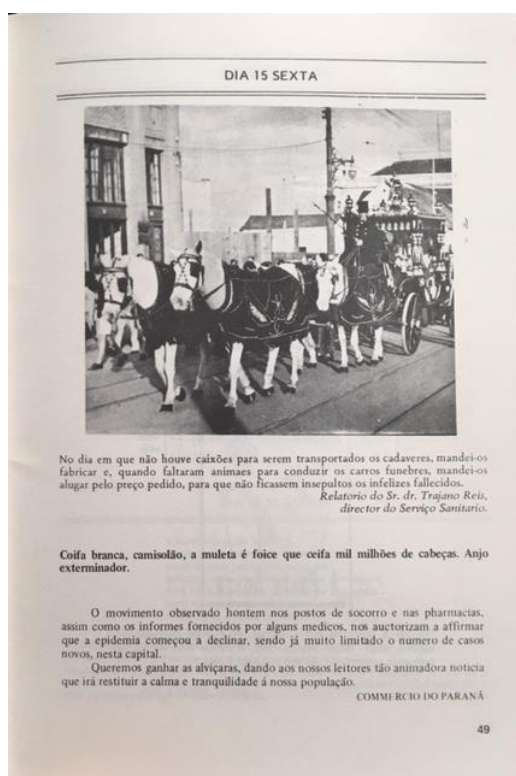 DIA 15 SEXTA
No dia em que não houve caixões para serem transportados os cadaveres, mandei-os
fabricar e, quando faltaram animaes para conduzir os carros funebres, mandei-os
alugar pelo preço pedido, para que não ficassem insepultos os infelizes fallecidos.
Relatorio do Sr. dr. Trajano Reis,
director do Serviço Sanitario.
Coifa branca, camisolão, a muleta é foice que ceifa mil milhões de cabeças. Anjo
exterminador.
O movimento observado hontem nos postos de socorro e nas pharmacias,
assim como os informes fornecidos por alguns medicos, nos auctorizam a affirmar
que a epidemia começou a declinar, sendo já muito limitado o numero de casos
novos, nesta capital.
Queremos ganhar as alviçaras, dando aos nossos leitores tão animadora noticia
que irá restituir a calma e tranquilidade á nossa população.
COMMERCIO DO PARANÁ
49